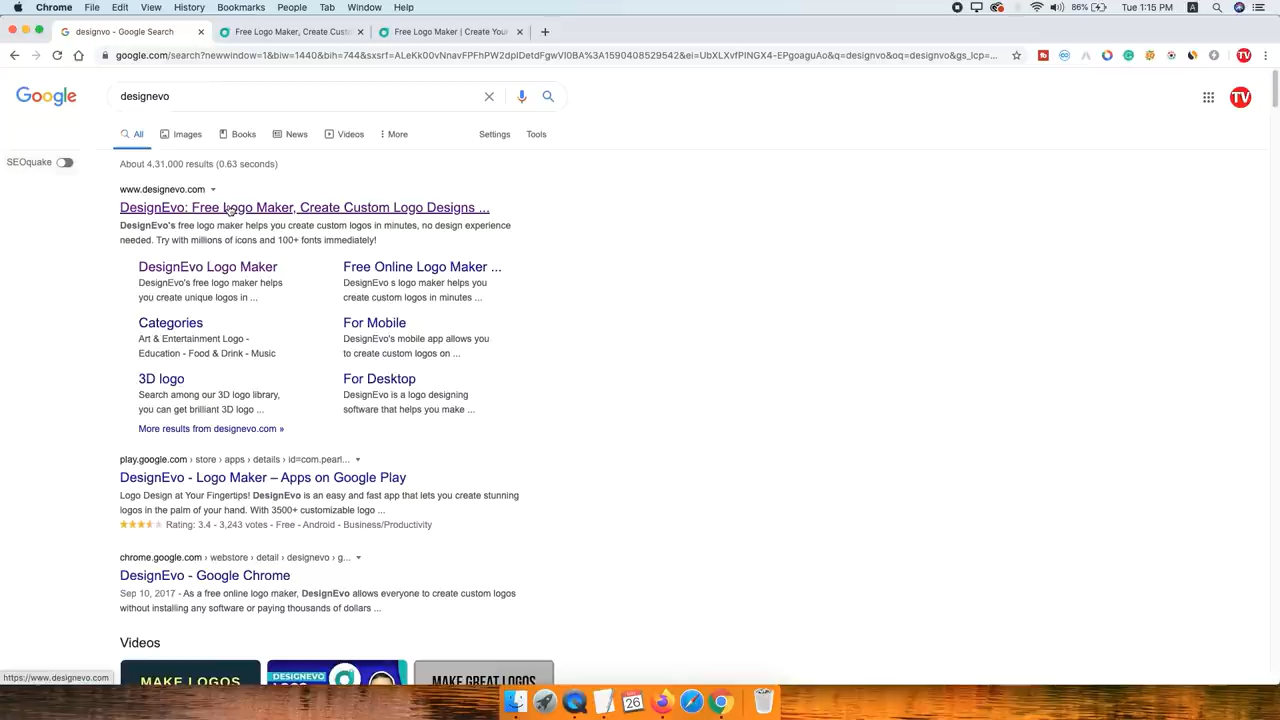 Chrome File Edit View History Bookmarks People Tab Window Help 86% Tue 1:15 PM A
designvo - Google Search Free Logo Maker, Create Custo Free Logo Maker | Create Your
google.com/search?newwindow=1&biw=1440&bih=744&sxsrf=ALeKk00vNnavFPFhPW2dplDetdFgwVl0BA%3A1590408529542&ei=UbXLXvfPINGX4-EPgoaguAo&q=designvo&oq=designvo&gs_lcp=... TV
Google designevo TV
All Images Books News Videos More Settings Tools
SEOquake About 4,31,000 results (0.63 seconds)
www.designevo.com
DesignEvo: Free Logo Maker, Create Custom Logo Designs ...
DesignEvo's free logo maker helps you create custom logos in minutes, no design experience
needed. Try with millions of icons and 100+ fonts immediately!
DesignEvo Logo Maker
DesignEvo's free logo maker helps
you create unique logos in ...
Free Online Logo Maker ...
DesignEvo s logo maker helps you
create custom logos in minutes ...
Categories
Art & Entertainment Logo -
Education - Food & Drink - Music
For Mobile
DesignEvo's mobile app allows you
to create custom logos on ...
3D logo
Search among our 3D logo library,
you can get brilliant 3D logo ...
For Desktop
DesignEvo is a logo designing
software that helps you make ...
More results from designevo.com »
play.google.com › store › apps › details › id=com.pearl...
DesignEvo - Logo Maker – Apps on Google Play
Logo Design at Your Fingertips! DesignEvo is an easy and fast app that lets you create stunning
logos in the palm of your hand. With 3500+ customizable logo ...
Rating: 3.4 - 3,243 votes - Free - Android - Business/Productivity
chrome.google.com › webstore › detail › designevo › g...
DesignEvo - Google Chrome
Sep 10, 2017 - As a free online logo maker, DesignEvo allows everyone to create custom logos
without installing any software or paying thousands of dollars ...
Videos
MAKE LOGOS DESIGNEVO MAKE GREAT LOGOS
https://www.designevo.com
26